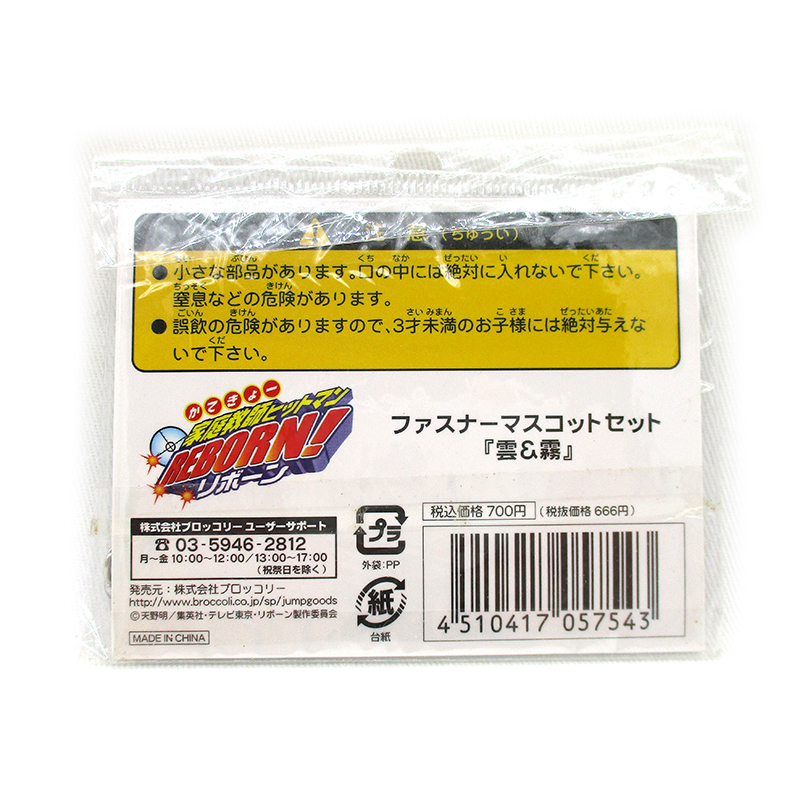 注意(ちゅうい)
●小さな部品があります。口の中には絶対に入れないで下さい。
窒息などの危険があります。
●誤飲の危険がありますので、3才未満のお子様には絶対与えな
いで下さい。
かてきょー
家庭教師ヒットマン
REBORN!
リボーン
ファスナーマスコットセット
『雲&霧』
株式会社ブロッコリー ユーザーサポート
☎ 03-5946-2812
月~金 10:00~12:00/13:00~17:00
(祝祭日を除く)
発売元:株式会社ブロッコリー
http://www.broccoli.co.jp/sp/jumpgoods
©天野明/集英社・テレビ東京・リボーン製作委員会
MADE IN CHINA
プラ
外袋:PP
紙
台紙
税込価格 700円 (税抜価格 666円)
4 510417 057543